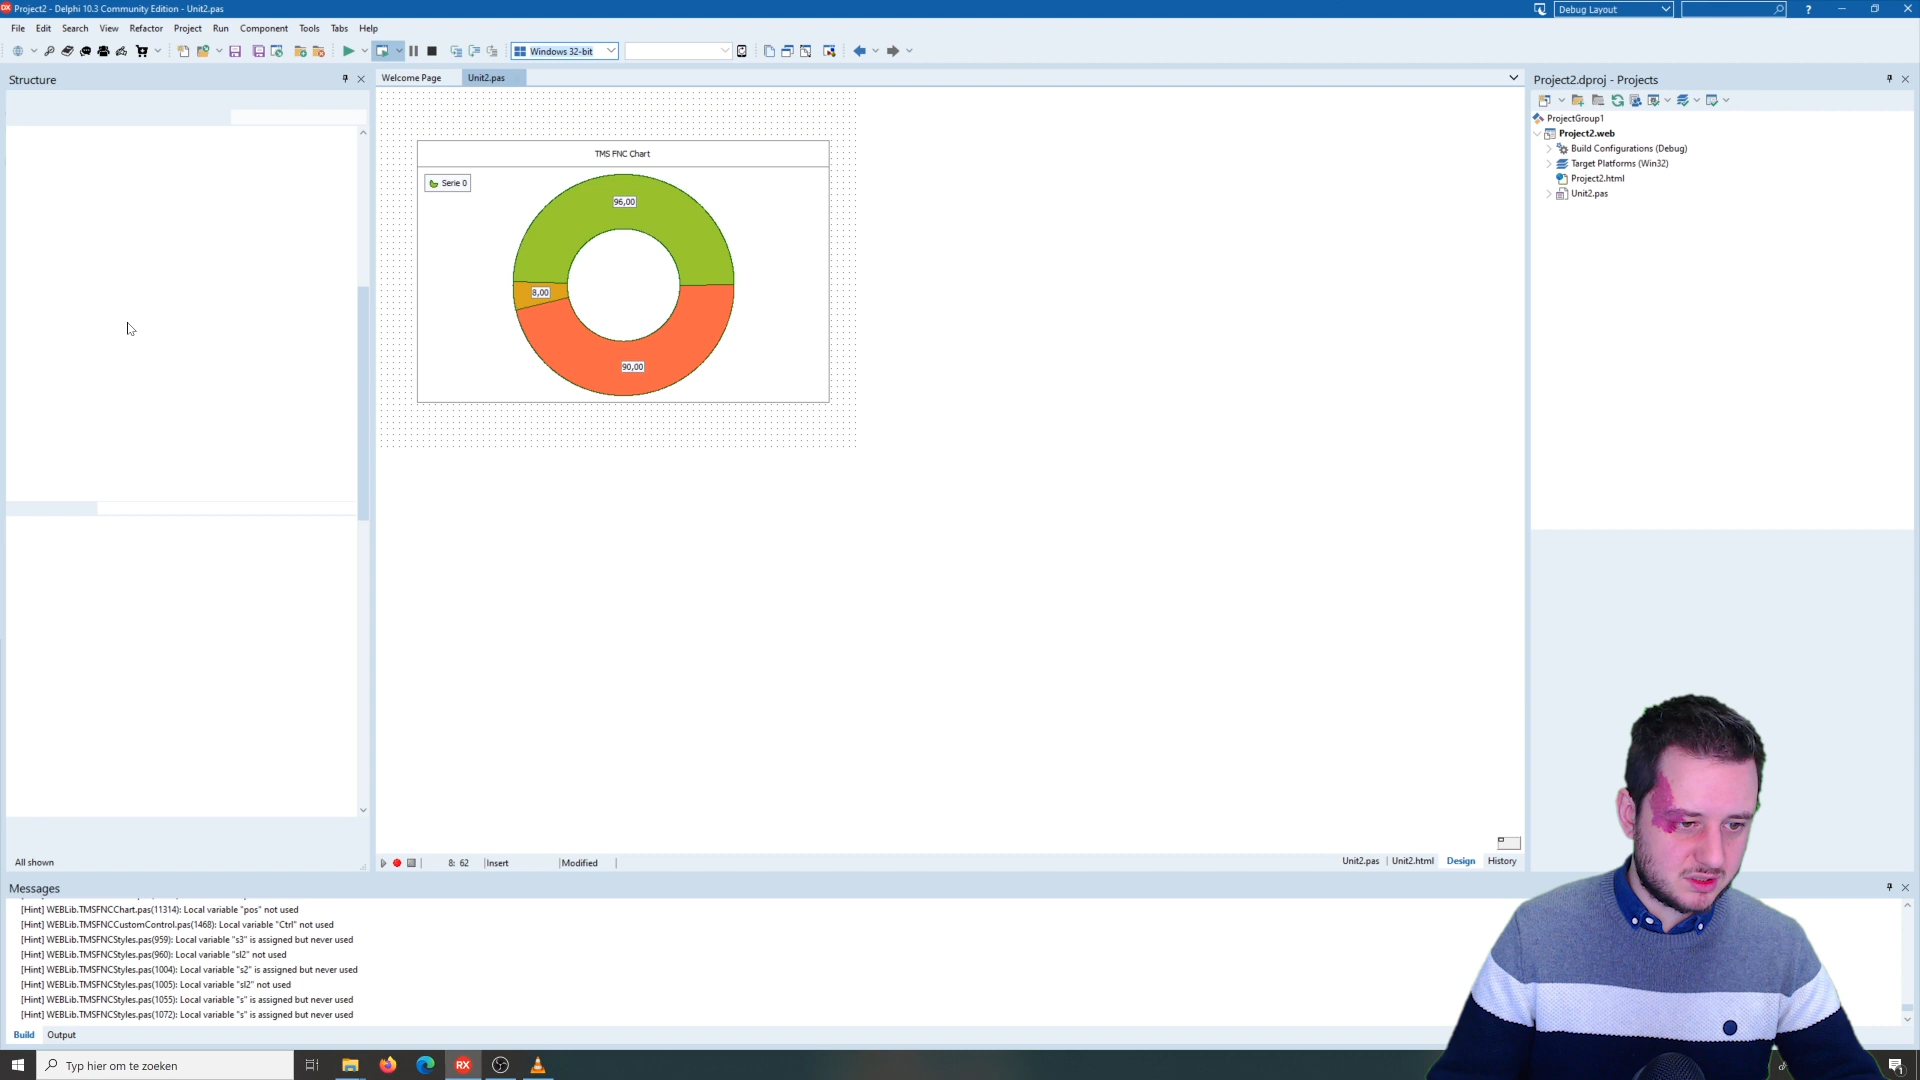 Project2 - Delphi 10.3 Community Edition - Unit2.pas
Debug Layout
?
File Edit Search View Refactor Project Run Component Tools Tabs Help
Windows 32-bit
Structure
Welcome Page
Unit2.pas
Project2.dproj - Projects
ProjectGroup1
Project2.web
Build Configurations (Debug)
Target Platforms (Win32)
Project2.html
Unit2.pas
TMS FNC Chart
Serie 0
96,00
8,00
90,00
All shown
8: 62 Insert Modified
Unit2.pas Unit2.html Design History
Messages
[Hint] WEBLib.TMSFNCChart.pas(11314): Local variable "pos" not used
[Hint] WEBLib.TMSFNCCustomControl.pas(1468): Local variable "Ctrl" not used
[Hint] WEBLib.TMSFNCStyles.pas(959): Local variable "s3" is assigned but never used
[Hint] WEBLib.TMSFNCStyles.pas(960): Local variable "sl2" not used
[Hint] WEBLib.TMSFNCStyles.pas(1004): Local variable "s2" is assigned but never used
[Hint] WEBLib.TMSFNCStyles.pas(1005): Local variable "sl2" not used
[Hint] WEBLib.TMSFNCStyles.pas(1055): Local variable "s" is assigned but never used
[Hint] WEBLib.TMSFNCStyles.pas(1072): Local variable "s" is assigned but never used
Build Output
Typ hier om te zoeken
RX